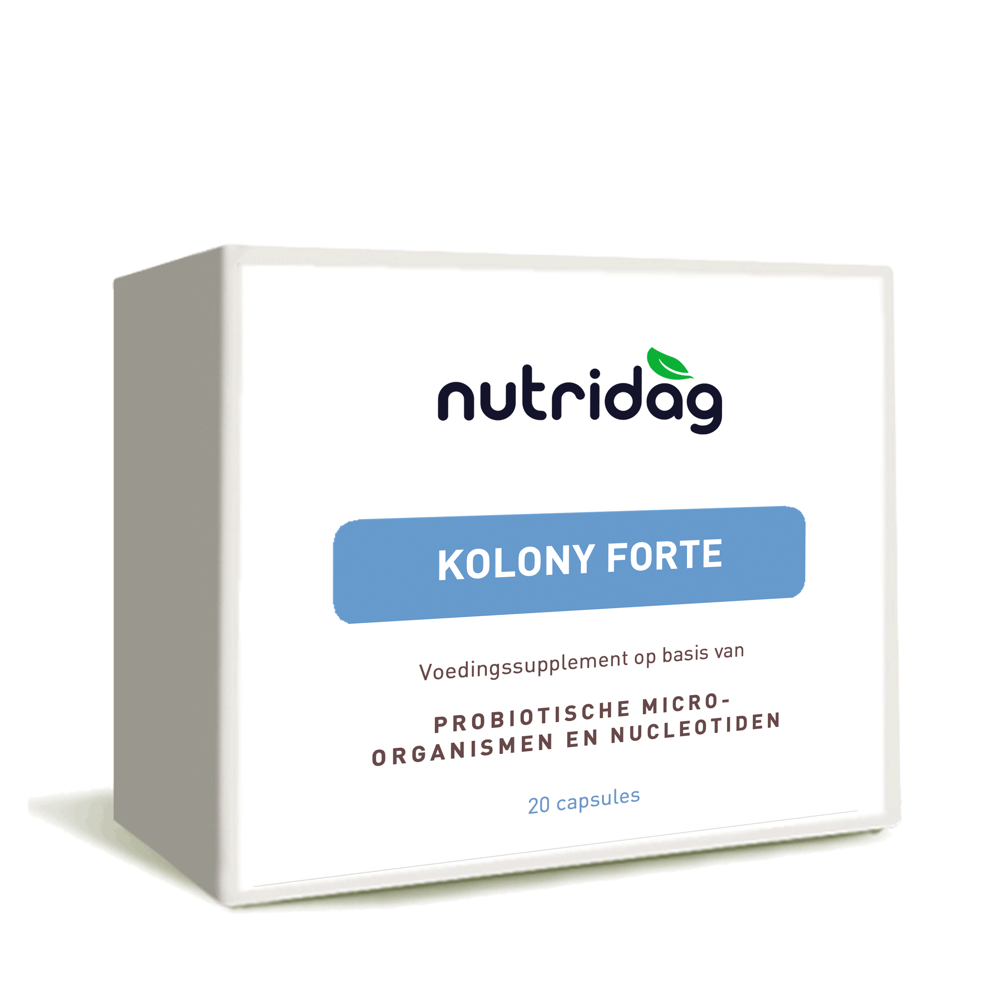 nutridag
KOLONY FORTE
Voedingssupplement op basis van
PROBIOTISCHE MICRO-
ORGANISMEN EN NUCLEOTIDEN
20 capsules